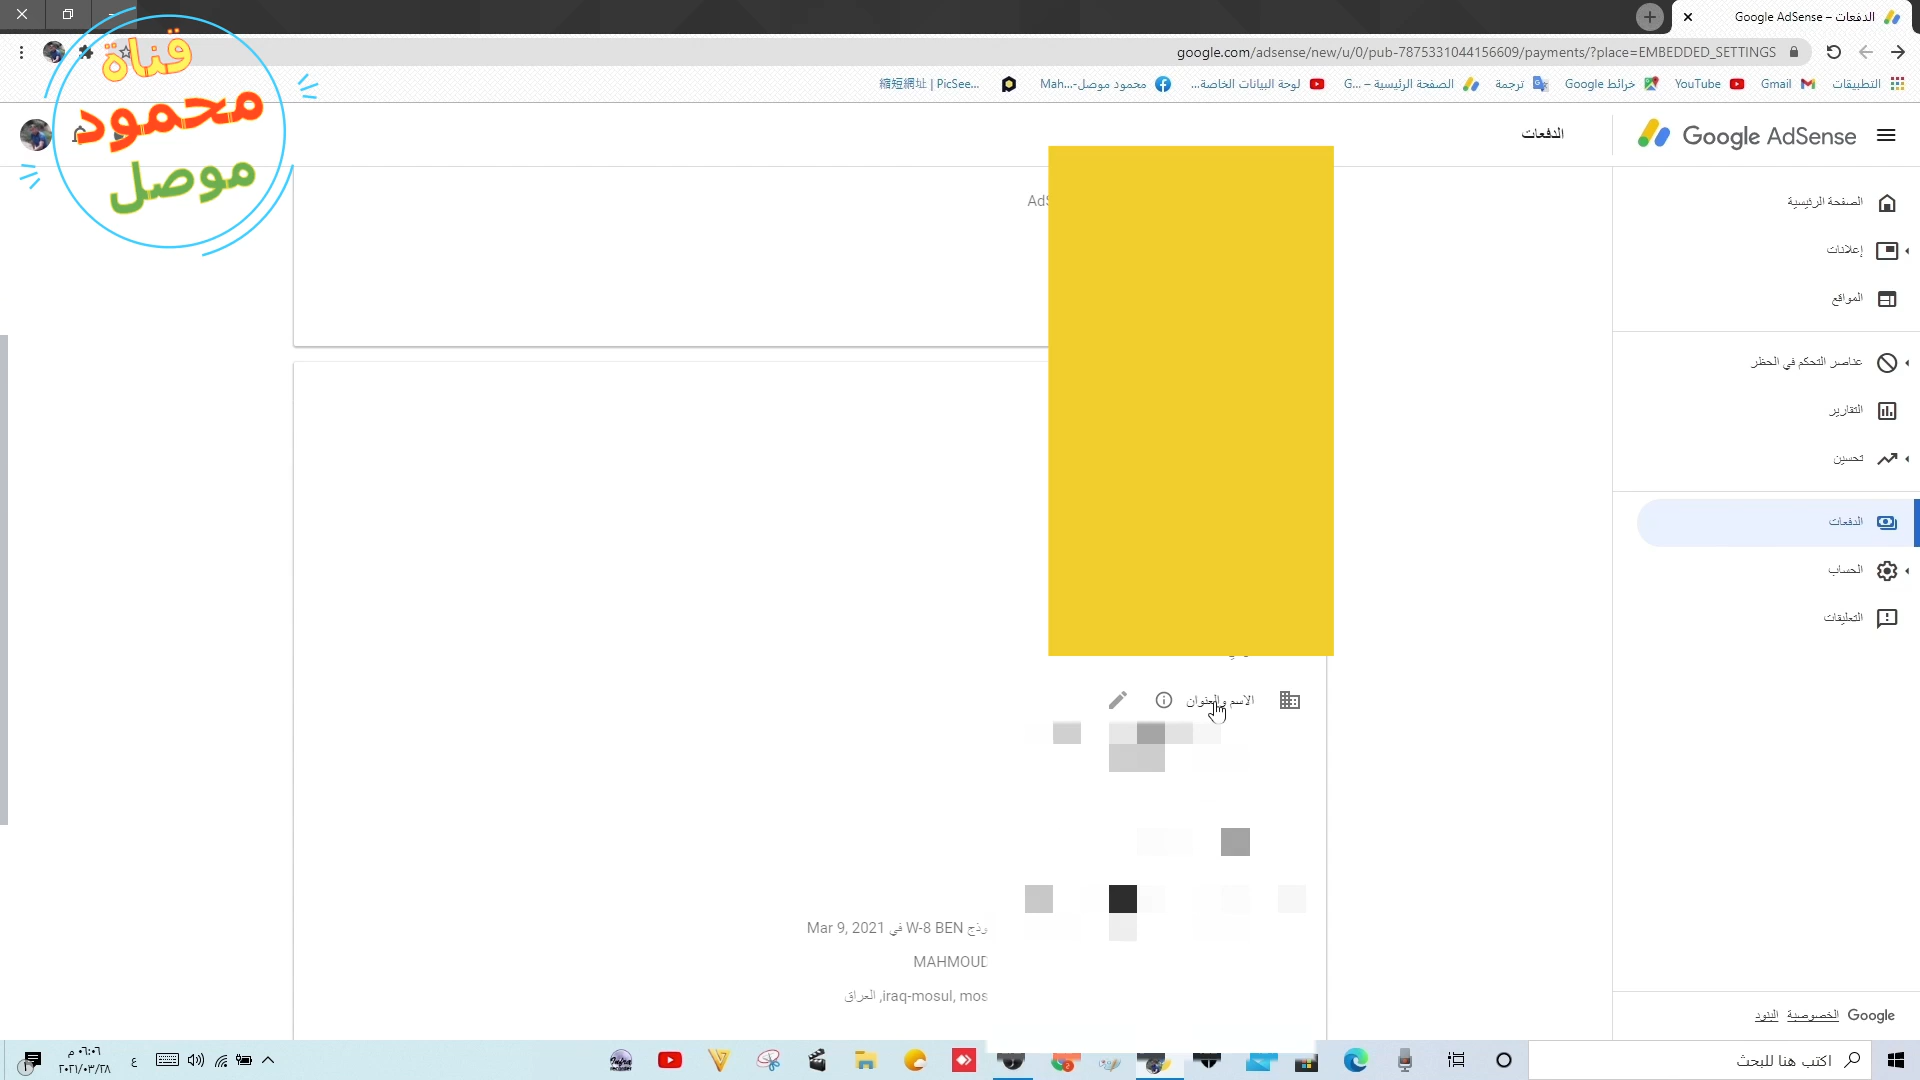 الدفعات – Google AdSense
google.com/adsense/new/u/0/pub-7875331044156609/payments/?place=EMBEDDED_SETTINGS
التطبيقات
Gmail
YouTube
خرائط Google
ترجمة
الصفحة الرئيسية – G...
لوحة البيانات الخاصة...
محمود موصل-...Mah
縮短網址 | PicSee...
قناة
محمود
موصل
Google AdSense
الدفعات
الصفحة الرئيسية
إعلانات
المواقع
عناصر التحكم في الحظر
التقارير
تحسين
الدفعات
الحساب
التعليقات
الاسم والعنوان
W-8 BEN في Mar 9, 2021
MAHMOUD
iraq-mosul, mos, العراق
Google الخصوصية البنود
اكتب هنا للبحث
ع
٠٦:٠٦ م
٢٠٢١/٠٣/٢٨